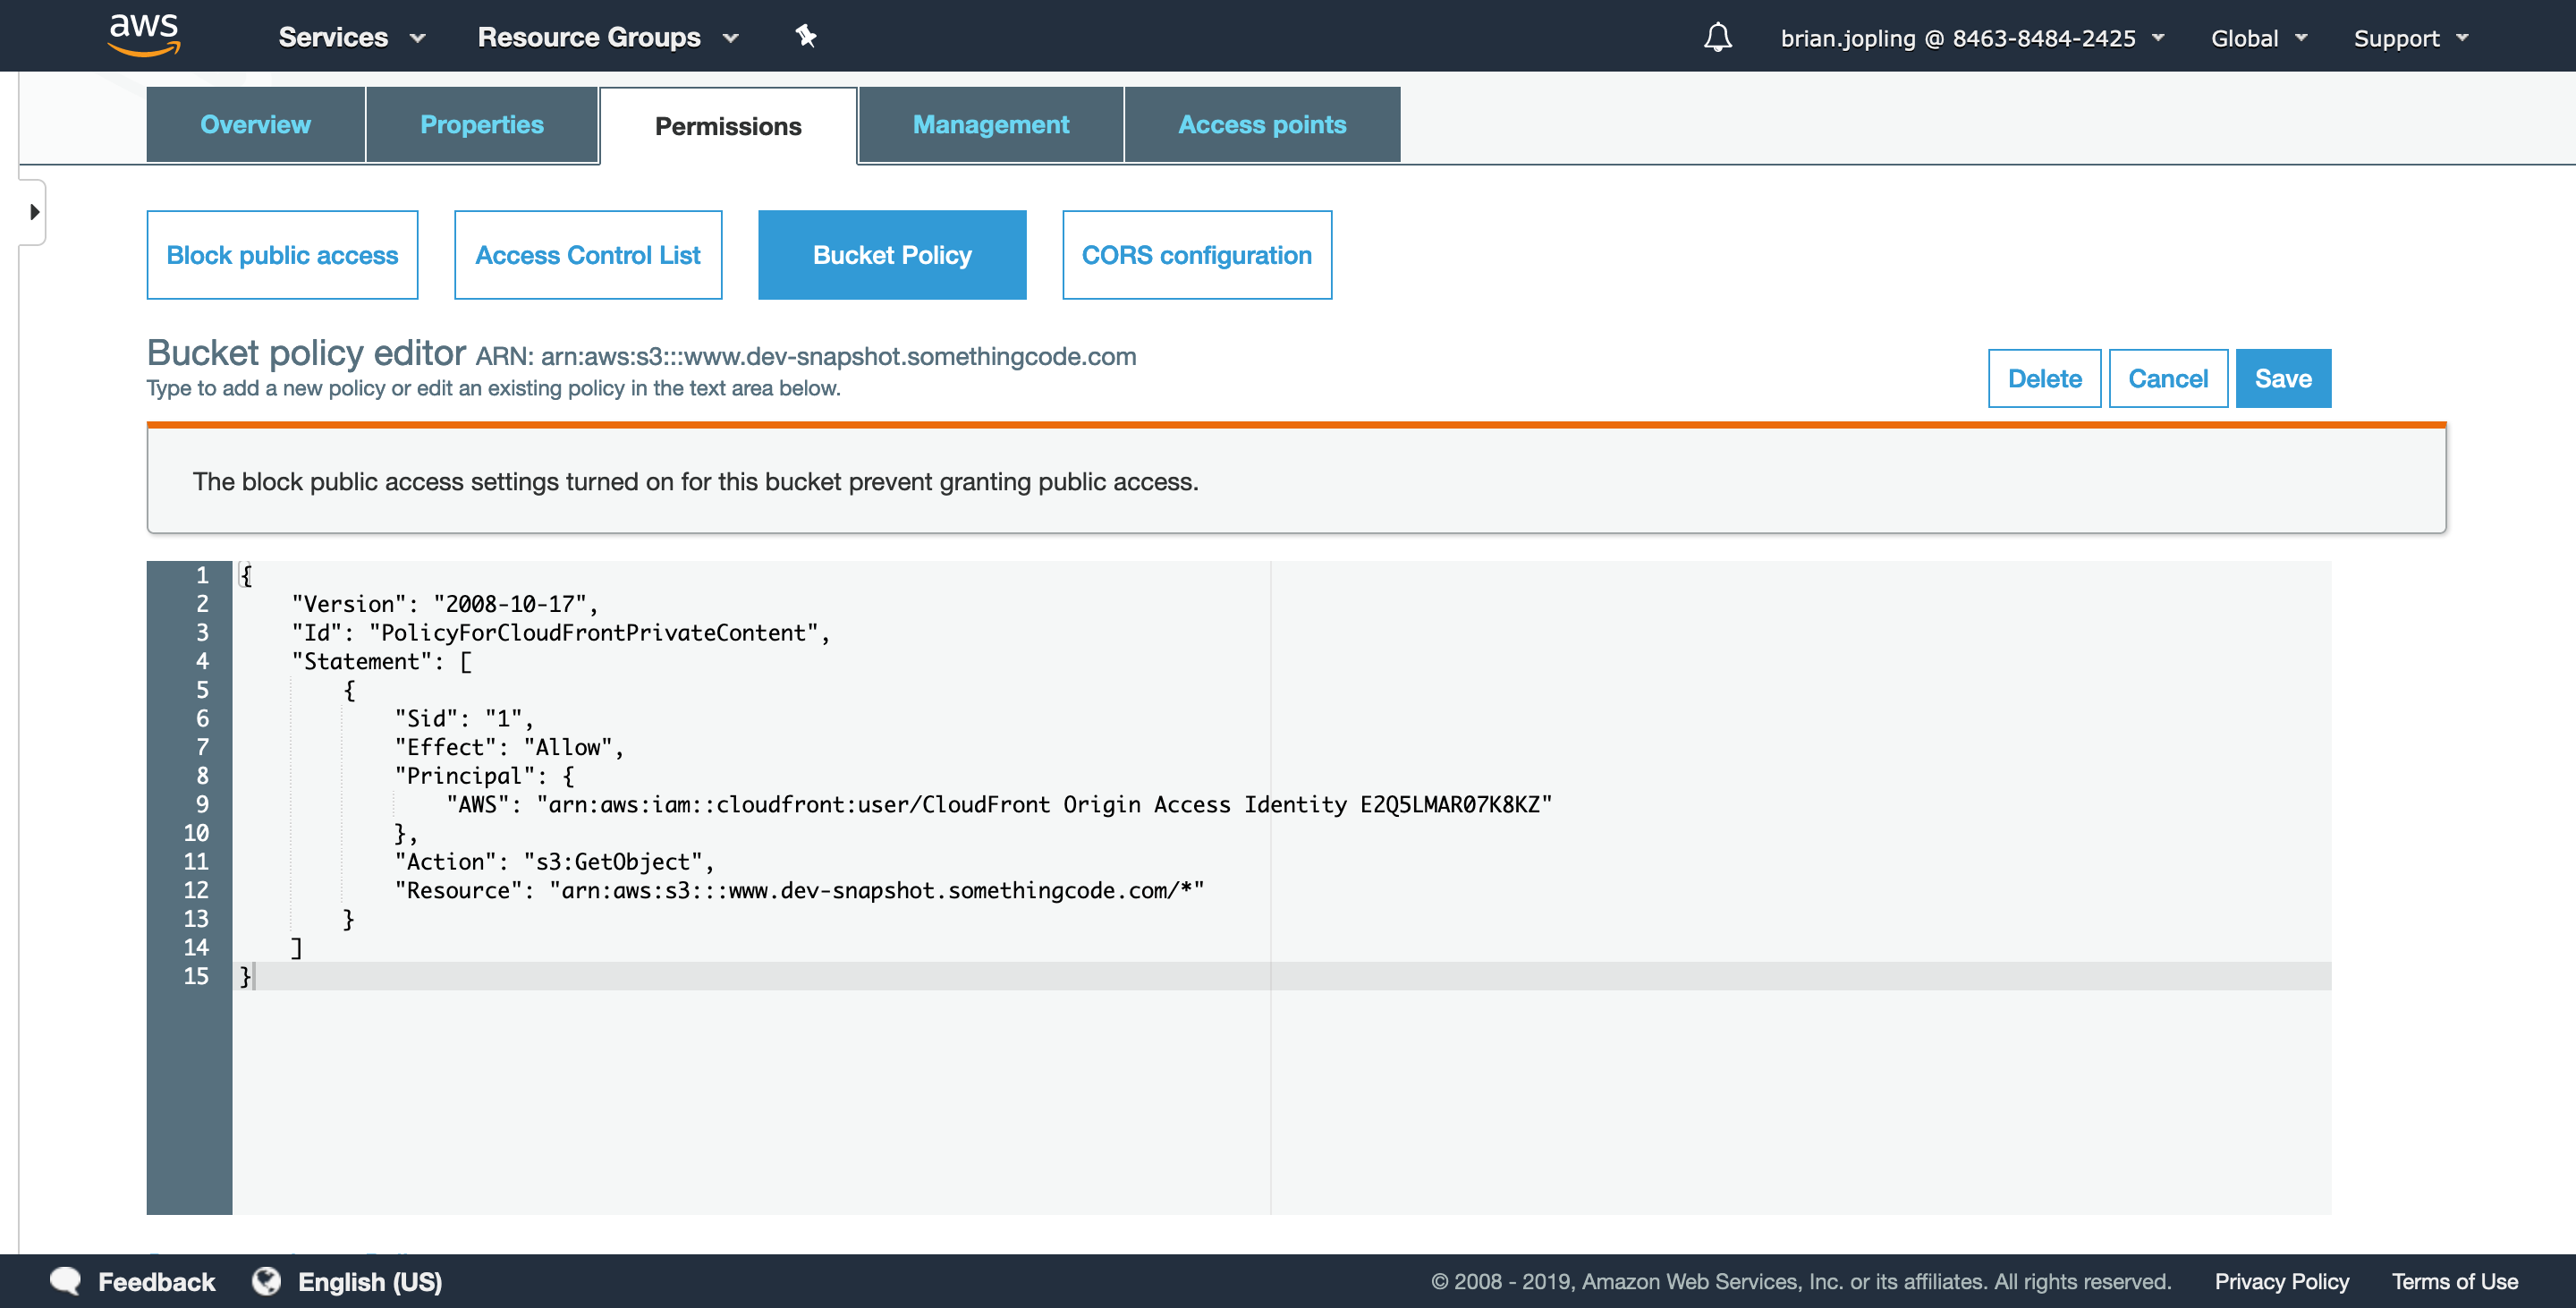 aws
Services Resource Groups brian.jopling @ 8463-8484-2425 Global Support
Overview Properties Permissions Management Access points
Block public access Access Control List Bucket Policy CORS configuration
Bucket policy editor ARN: arn:aws:s3:::www.dev-snapshot.somethingcode.com
Type to add a new policy or edit an existing policy in the text area below.
Delete Cancel Save
The block public access settings turned on for this bucket prevent granting public access.
1 {
2 "Version": "2008-10-17",
3 "Id": "PolicyForCloudFrontPrivateContent",
4 "Statement": [
5 {
6 "Sid": "1",
7 "Effect": "Allow",
8 "Principal": {
9 "AWS": "arn:aws:iam::cloudfront:user/CloudFront Origin Access Identity E2Q5LMAR07K8KZ"
10 },
11 "Action": "s3:GetObject",
12 "Resource": "arn:aws:s3:::www.dev-snapshot.somethingcode.com/*"
13 }
14 ]
15 }
Feedback English (US) © 2008 - 2019, Amazon Web Services, Inc. or its affiliates. All rights reserved. Privacy Policy Terms of Use